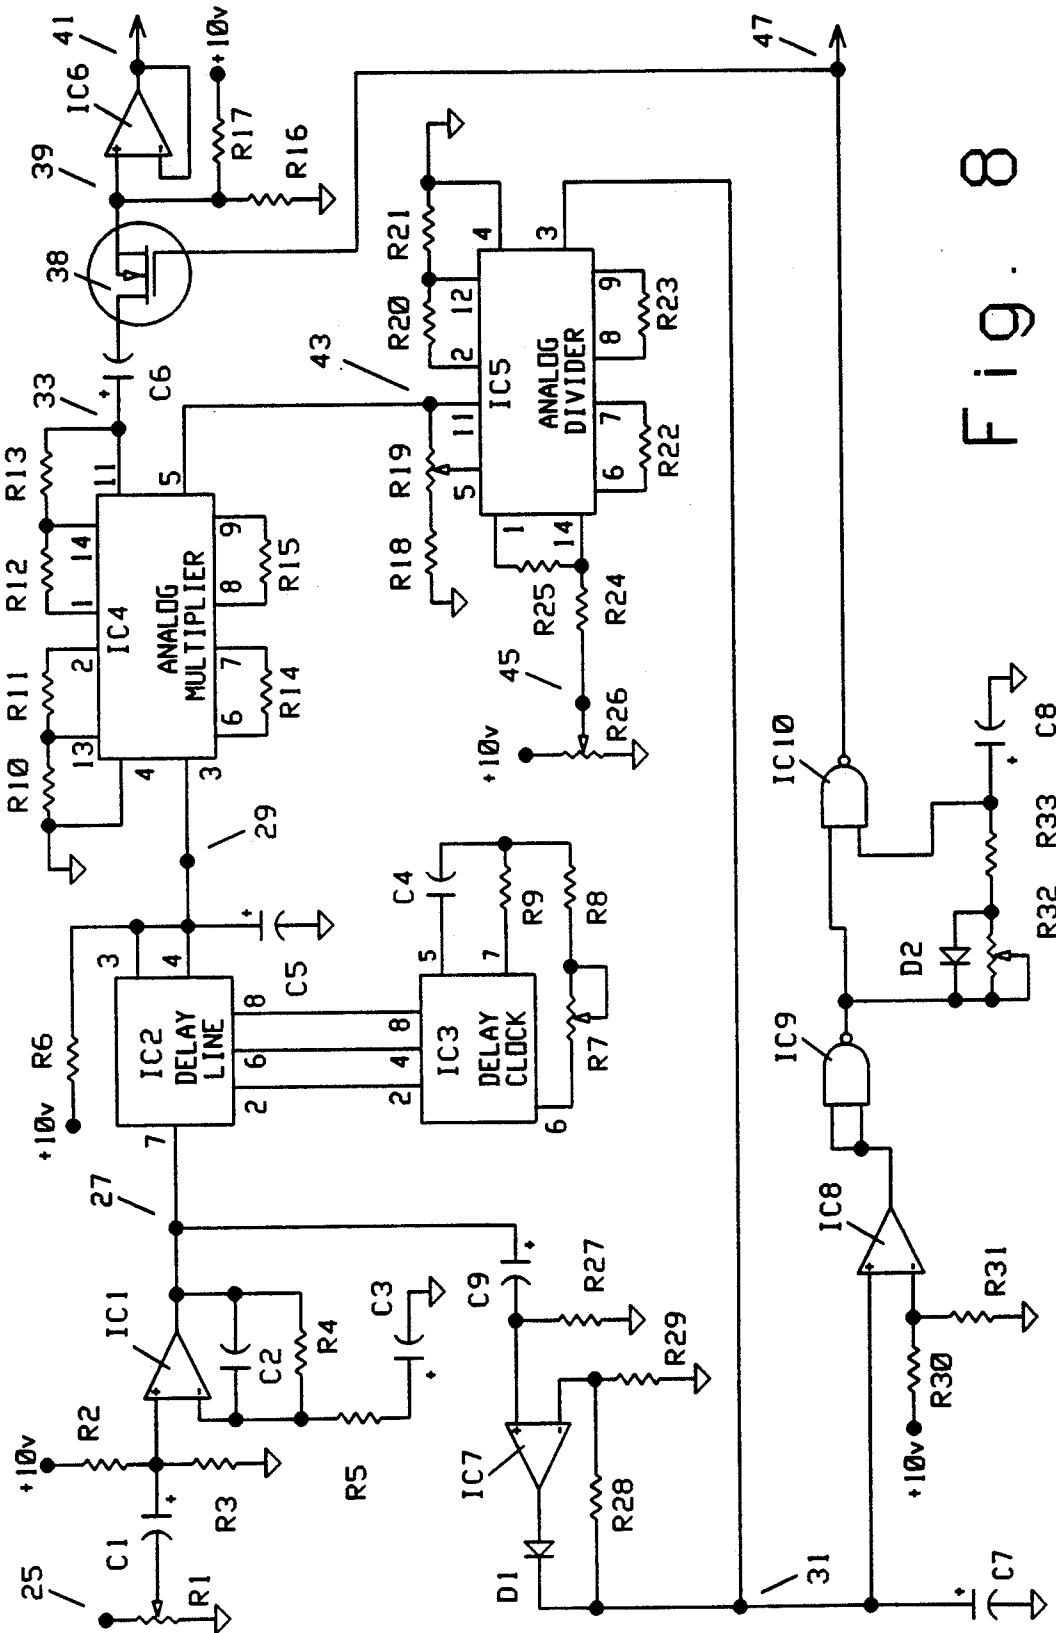 25
R1
C1
+10v
R2
R3
IC1
C2
R4
R5
C3
27
7
IC2
DELAY
LINE
3
4
2
6
8
+10v
R6
C5
29
IC3
DELAY
CLOCK
2
4
8
5
7
6
C4
R9
R8
R7
R10
R11
R12
R13
13
2
1
14
4
3
IC4
ANALOG
MULTIPLIER
11
5
6
7
8
9
R14
R15
33
C6
38
39
IC6
41
+10v
R17
R16
43
R18
R19
R20
R21
5
11
2
12
4
3
1
14
IC5
ANALOG
DIVIDER
6
7
8
9
R22
R23
R25
R24
45
+10v
R26
C9
R27
IC7
R29
R28
D1
31
C7
IC8
+10v
R30
R31
IC9
D2
R32
R33
C8
IC10
47
Fig. 8